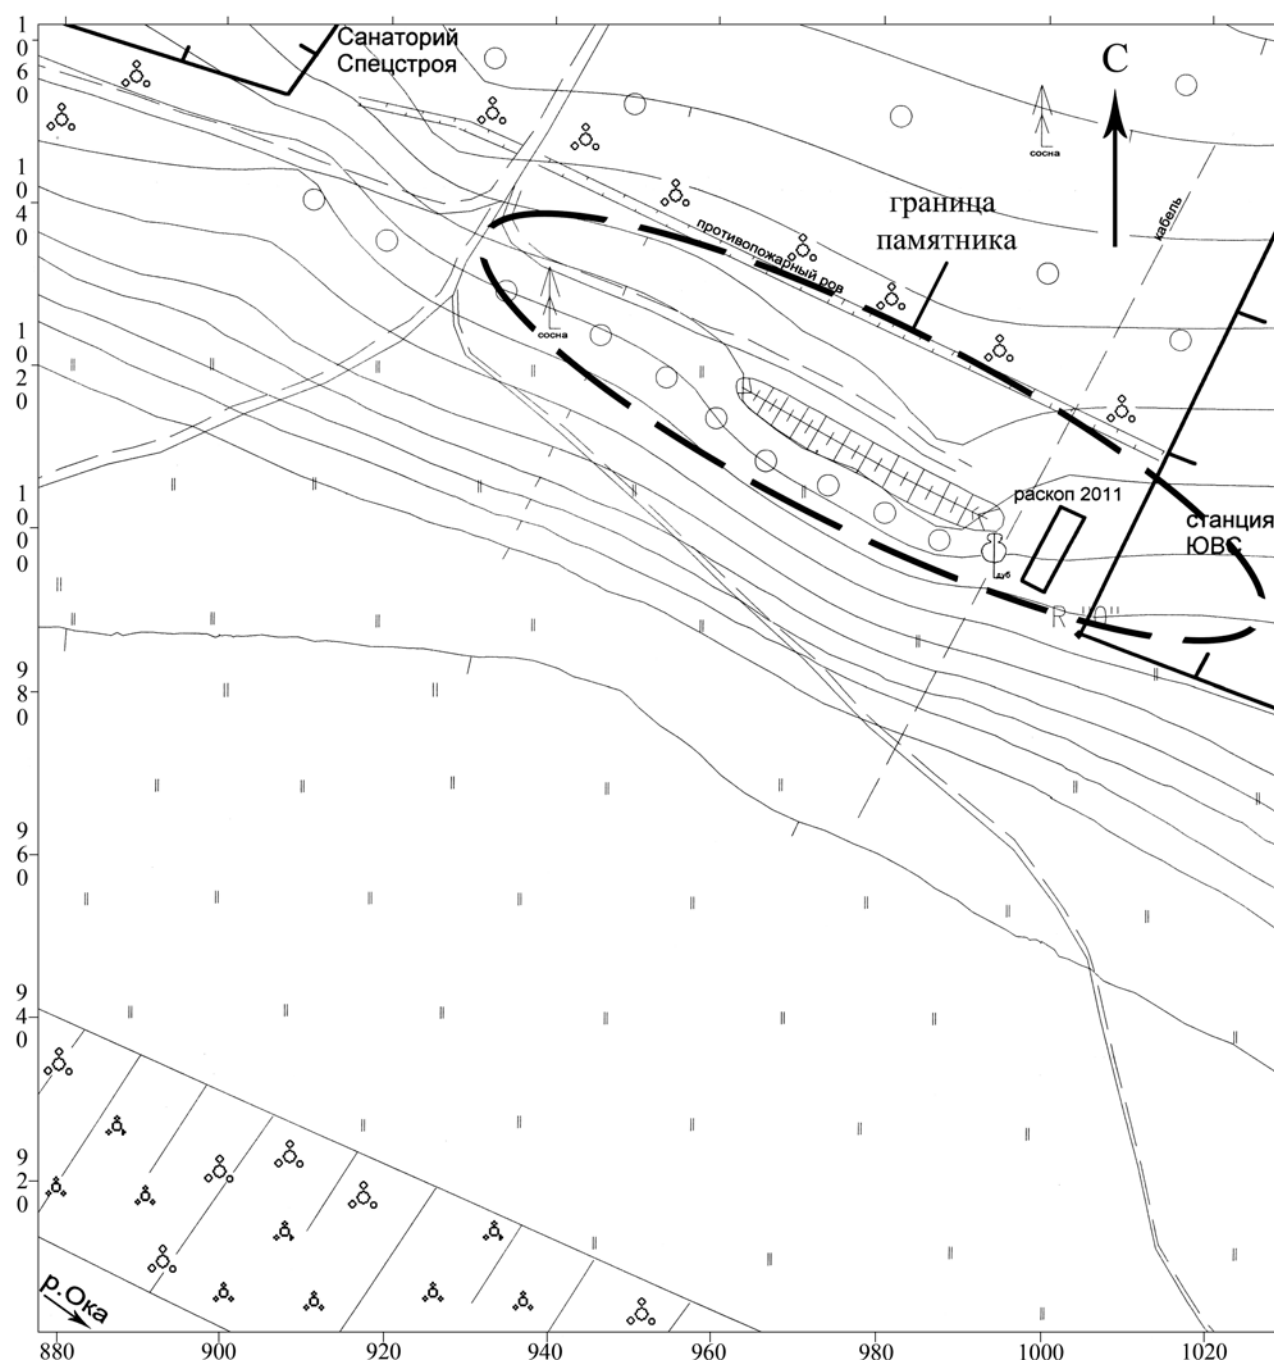 1060
Санаторий
Спецстроя
С
сосна
1040
граница
памятника
кабель
противопожарный ров
сосна
1020
раскоп 2011
1000
станция
ЮВС
дуб
R "0"
980
960
940
920
р.Ока
880 900 920 940 960 980 1000 1020